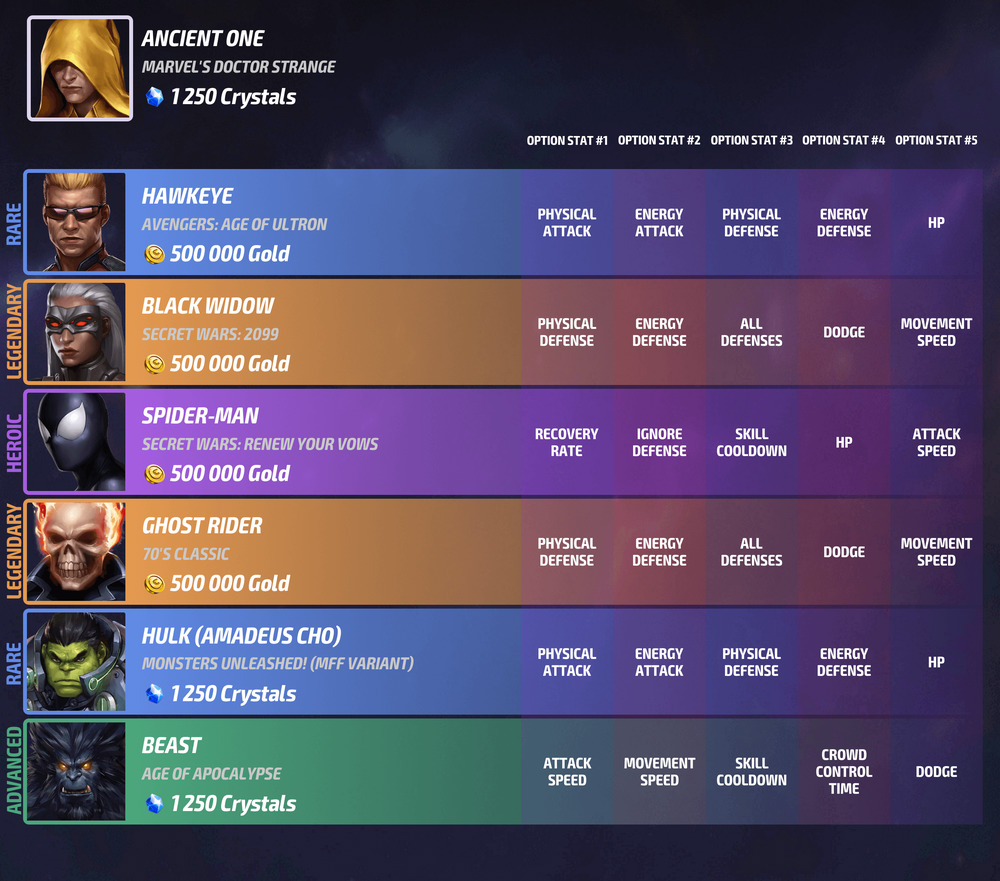 ANCIENT ONE
MARVEL'S DOCTOR STRANGE
1 250 Crystals
OPTION STAT #1 OPTION STAT #2 OPTION STAT #3 OPTION STAT #4 OPTION STAT #5
RARE
HAWKEYE
AVENGERS: AGE OF ULTRON
500 000 Gold
PHYSICAL
ATTACK
ENERGY
ATTACK
PHYSICAL
DEFENSE
ENERGY
DEFENSE
HP
LEGENDARY
BLACK WIDOW
SECRET WARS: 2099
500 000 Gold
PHYSICAL
DEFENSE
ENERGY
DEFENSE
ALL
DEFENSES
DODGE
MOVEMENT
SPEED
HEROIC
SPIDER-MAN
SECRET WARS: RENEW YOUR VOWS
500 000 Gold
RECOVERY
RATE
IGNORE
DEFENSE
SKILL
COOLDOWN
HP
ATTACK
SPEED
LEGENDARY
GHOST RIDER
70'S CLASSIC
500 000 Gold
PHYSICAL
DEFENSE
ENERGY
DEFENSE
ALL
DEFENSES
DODGE
MOVEMENT
SPEED
RARE
HULK (AMADEUS CHO)
MONSTERS UNLEASHED! (MFF VARIANT)
1 250 Crystals
PHYSICAL
ATTACK
ENERGY
ATTACK
PHYSICAL
DEFENSE
ENERGY
DEFENSE
HP
ADVANCED
BEAST
AGE OF APOCALYPSE
1 250 Crystals
ATTACK
SPEED
MOVEMENT
SPEED
SKILL
COOLDOWN
CROWD
CONTROL
TIME
DODGE